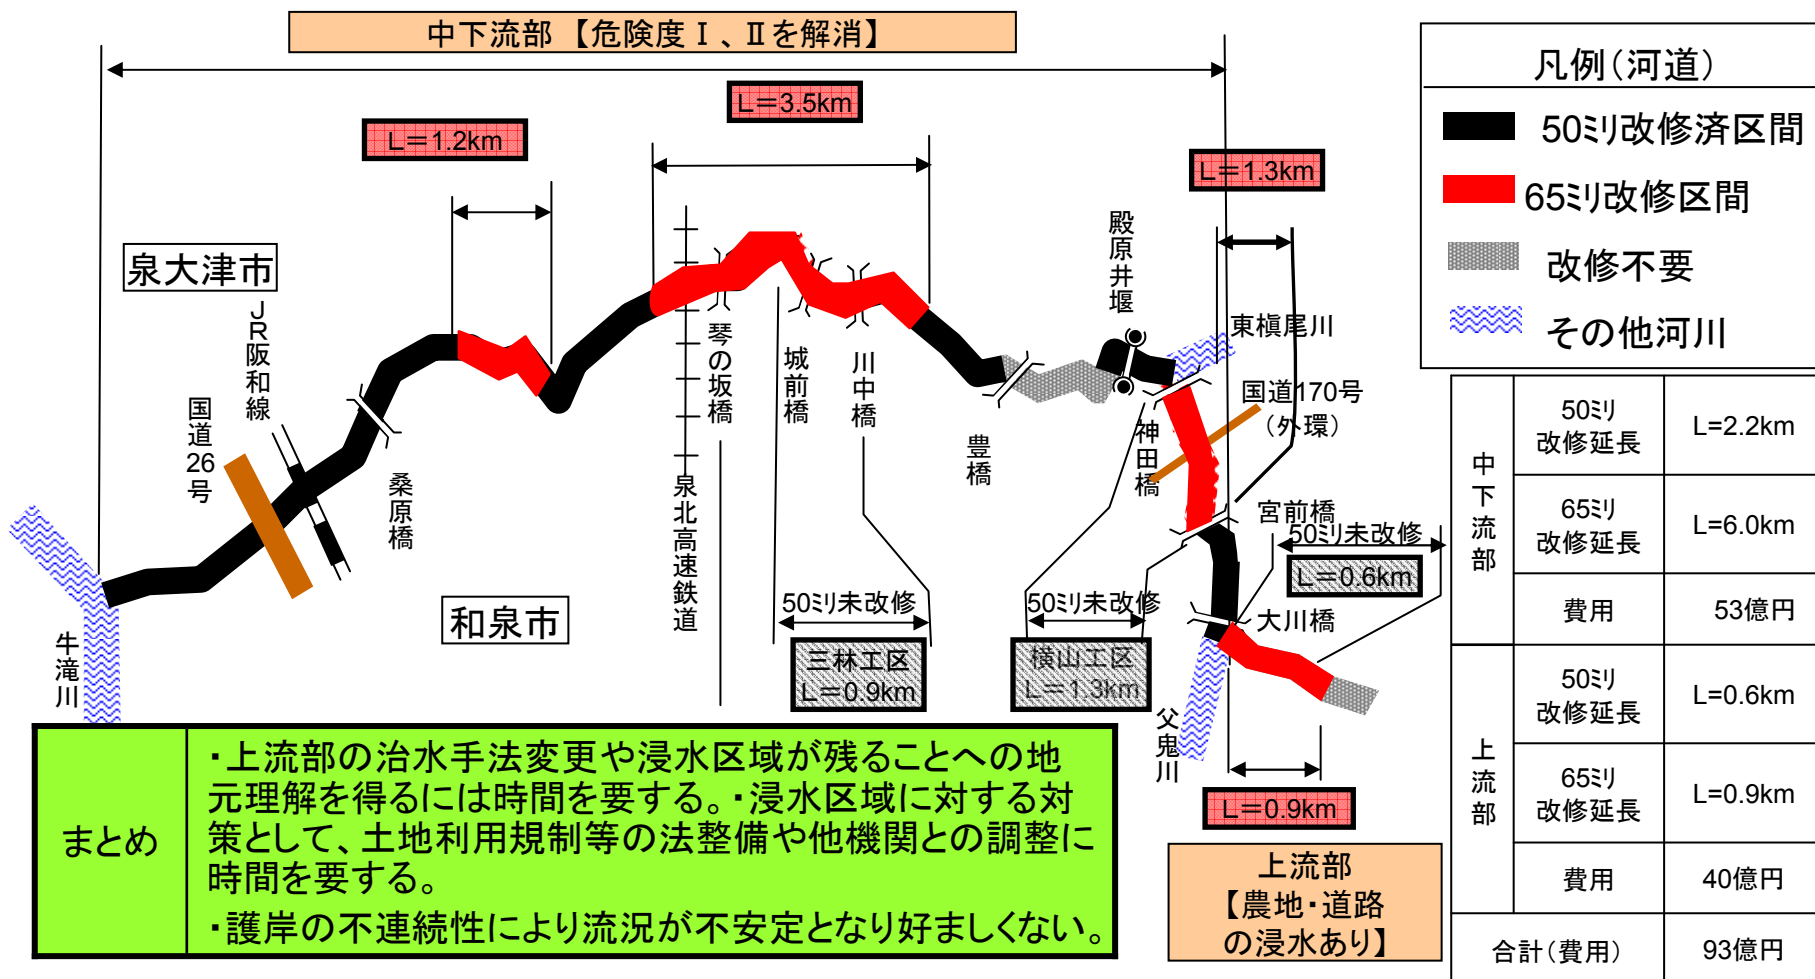 中下流部 【危険度Ⅰ、Ⅱを解消】
L=3.5km
L=1.2km
L=1.3km
凡例(河道)
50ミリ改修済区間
65ミリ改修区間
改修不要
その他河川
泉大津市
JR阪和線
国道26号
桑原橋
和泉市
牛滝川
泉北高速鉄道
琴の坂橋
城前橋
川中橋
豊橋
殿原井堰
東槇尾川
国道170号
(外環)
神田橋
宮前橋
50ミリ未改修
L=0.6km
大川橋
50ミリ未改修
三林工区
L=0.9km
50ミリ未改修
横山工区
L=1.3km
父鬼川
L=0.9km
上流部
【農地・道路
の浸水あり】
中下流部
50ミリ
改修延長
L=2.2km
65ミリ
改修延長
L=6.0km
費用
53億円
上流部
50ミリ
改修延長
L=0.6km
65ミリ
改修延長
L=0.9km
費用
40億円
合計(費用)
93億円
まとめ
・上流部の治水手法変更や浸水区域が残ることへの地
元理解を得るには時間を要する。・浸水区域に対する対
策として、土地利用規制等の法整備や他機関との調整に
時間を要する。
・護岸の不連続性により流況が不安定となり好ましくない。